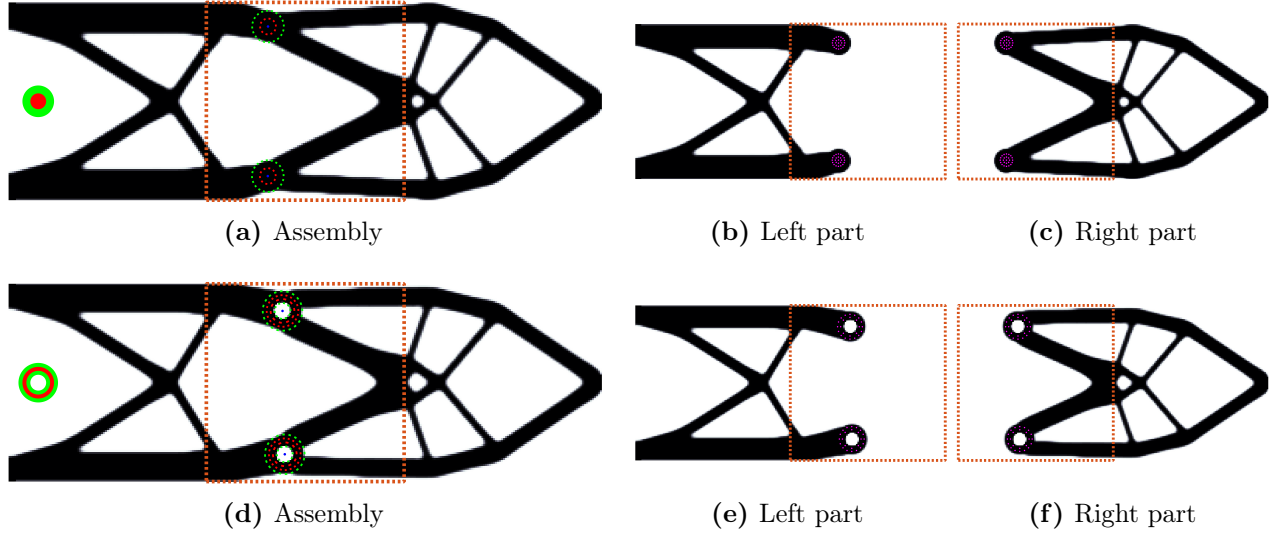 (a) Assembly
(b) Left part
(c) Right part
(d) Assembly
(e) Left part
(f) Right part